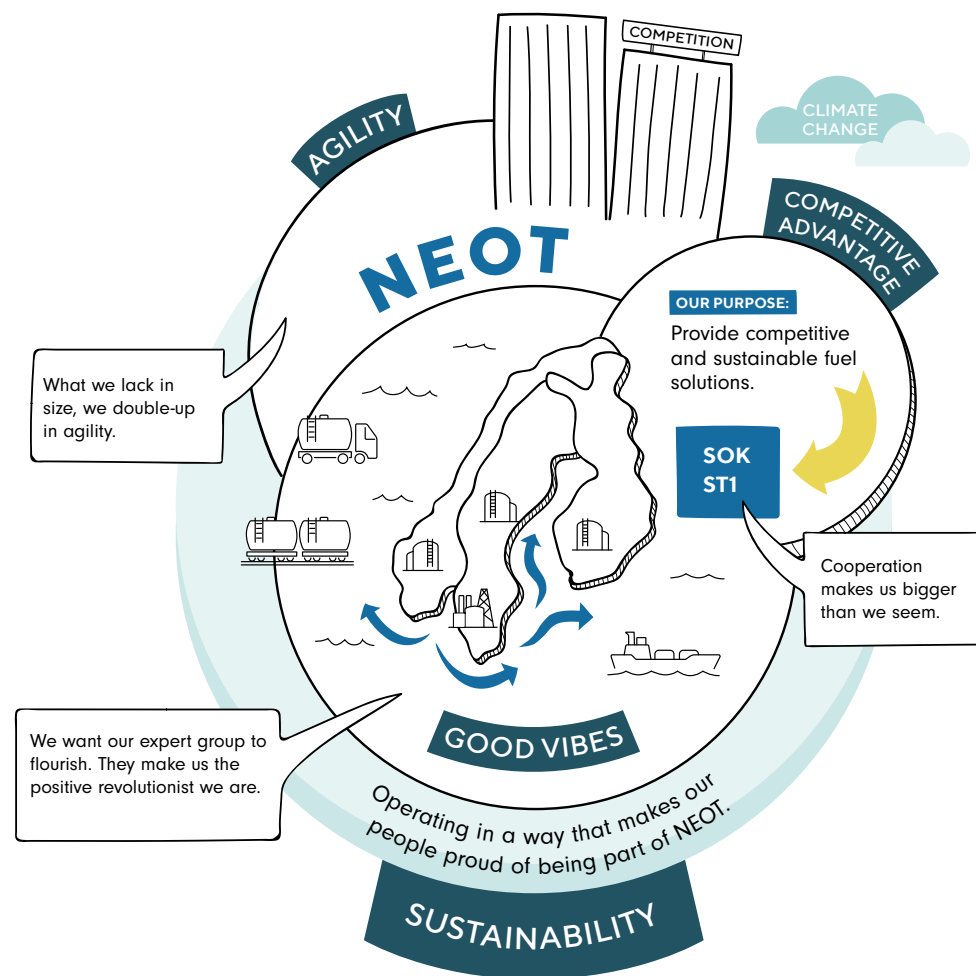 COMPETITION
CLIMATE
CHANGE
AGILITY
COMPETITIVE
ADVANTAGE
NEOT
OUR PURPOSE:
Provide competitive
and sustainable fuel
solutions.
What we lack in
size, we double-up
in agility.
SOK
ST1
Cooperation
makes us bigger
than we seem.
We want our expert group to
flourish. They make us the
positive revolutionist we are.
GOOD VIBES
Operating in a way that makes our
people proud of being part of NEOT.
SUSTAINABILITY